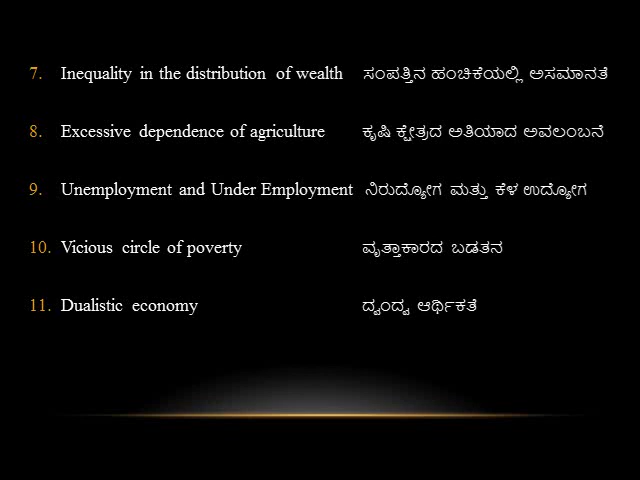 7. Inequality in the distribution of wealth ಸಂಪತ್ತಿನ ಹಂಚಿಕೆಯಲ್ಲಿ ಅಸಮಾನತೆ
8. Excessive dependence of agriculture ಕೃಷಿ ಕ್ಷೇತ್ರದ ಅತಿಯಾದ ಅವಲಂಬನೆ
9. Unemployment and Under Employment ನಿರುದ್ಯೋಗ ಮತ್ತು ಕೆಳ ಉದ್ಯೋಗ
10. Vicious circle of poverty ವೃತ್ತಾಕಾರದ ಬಡತನ
11. Dualistic economy ದ್ವಂದ್ವ ಆರ್ಥಿಕತೆ